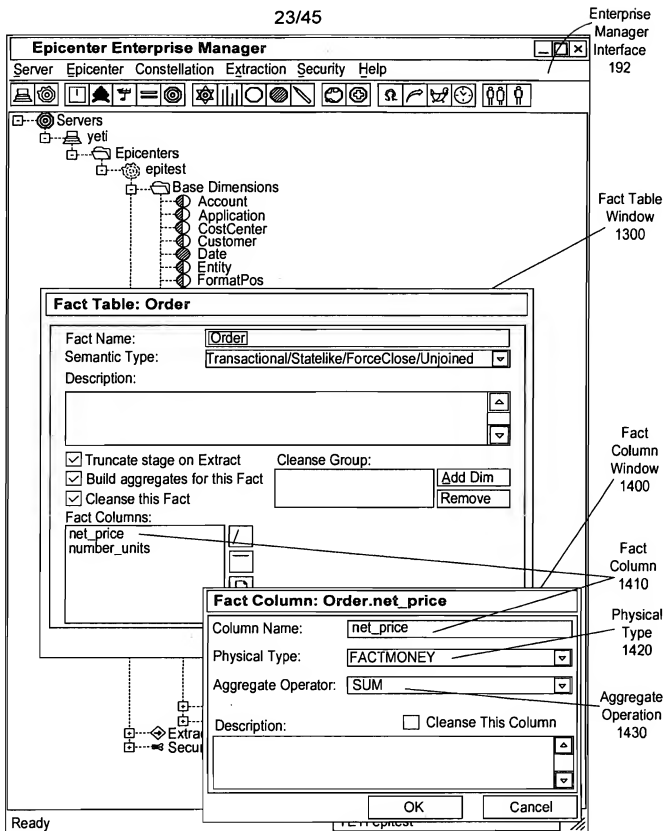 23/45
Enterprise
Manager
Interface
192
Epicenter Enterprise Manager
Server Epicenter Constellation Extraction Security Help
Servers
yeti
Epicenters
epitest
Base Dimensions
Account
Application
CostCenter
Customer
Date
Entity
FormatPos
Fact Table
Window
1300
Fact Table: Order
Fact Name: Order
Semantic Type: Transactional/Statelike/ForceClose/Unjoined
Description:
Truncate stage on Extract
Build aggregates for this Fact
Cleanse this Fact
Cleanse Group:
Add Dim
Remove
Fact Columns:
net_price
number_units
Fact
Column
Window
1400
Fact
Column
1410
Fact Column: Order.net_price
Column Name: net_price
Physical Type: FACTMONEY
Physical
Type
1420
Aggregate Operator: SUM
Aggregate
Operation
1430
Description:
Cleanse This Column
Extrac
Secur
OK Cancel
Ready